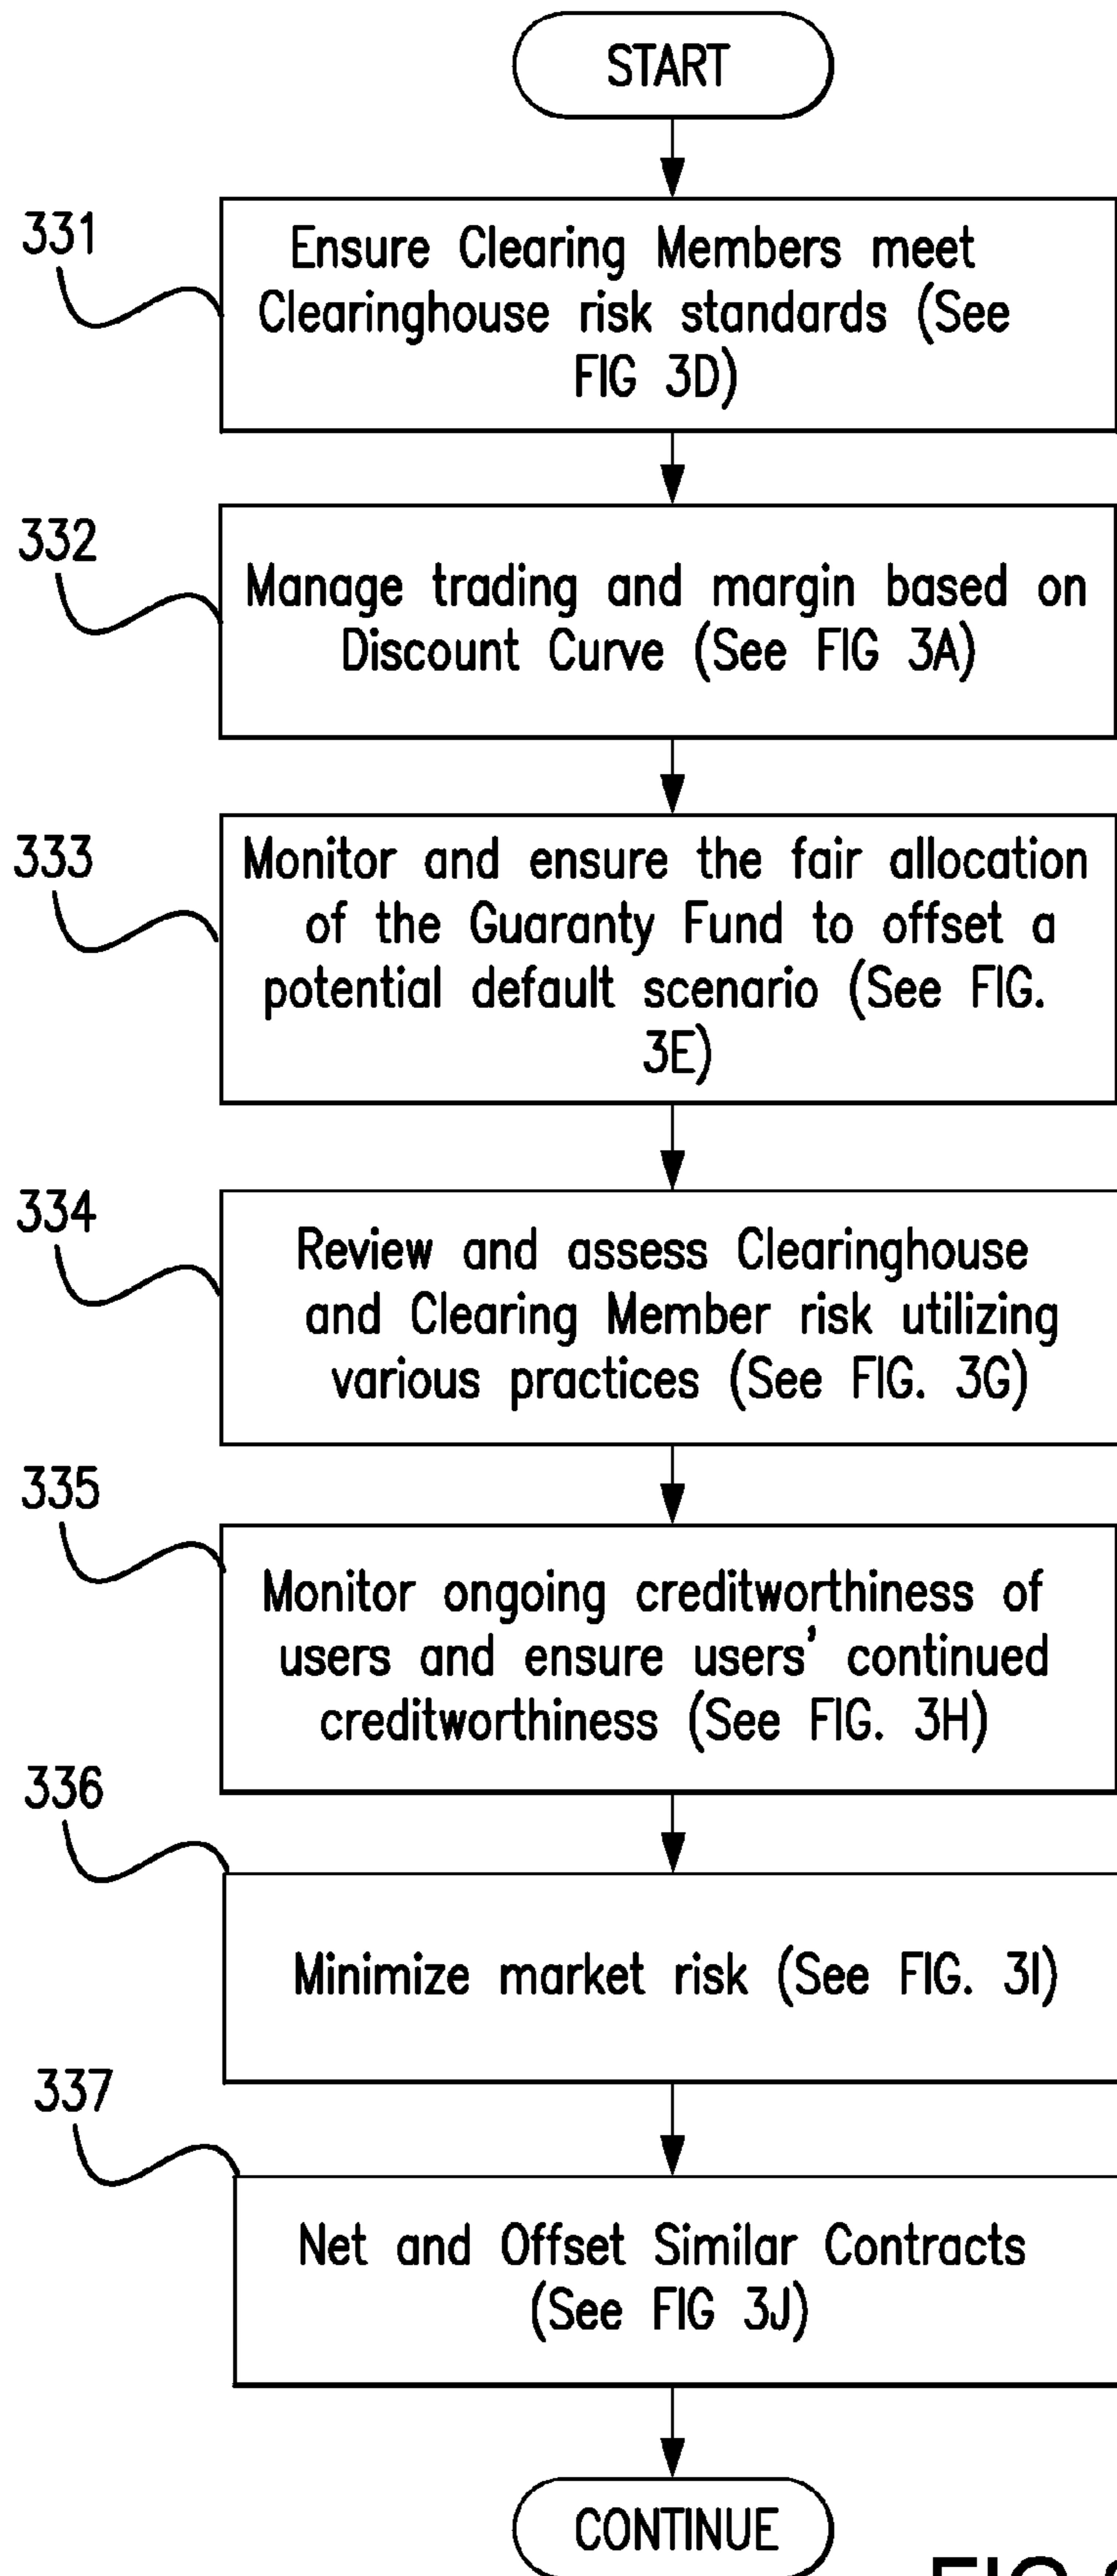 START
331
Ensure Clearing Members meet
Clearinghouse risk standards (See
FIG 3D)
332
Manage trading and margin based on
Discount Curve (See FIG 3A)
333
Monitor and ensure the fair allocation
of the Guaranty Fund to offset a
potential default scenario (See FIG.
3E)
334
Review and assess Clearinghouse
and Clearing Member risk utilizing
various practices (See FIG. 3G)
335
Monitor ongoing creditworthiness of
users and ensure users' continued
creditworthiness (See FIG. 3H)
336
Minimize market risk (See FIG. 3I)
337
Net and Offset Similar Contracts
(See FIG 3J)
CONTINUE